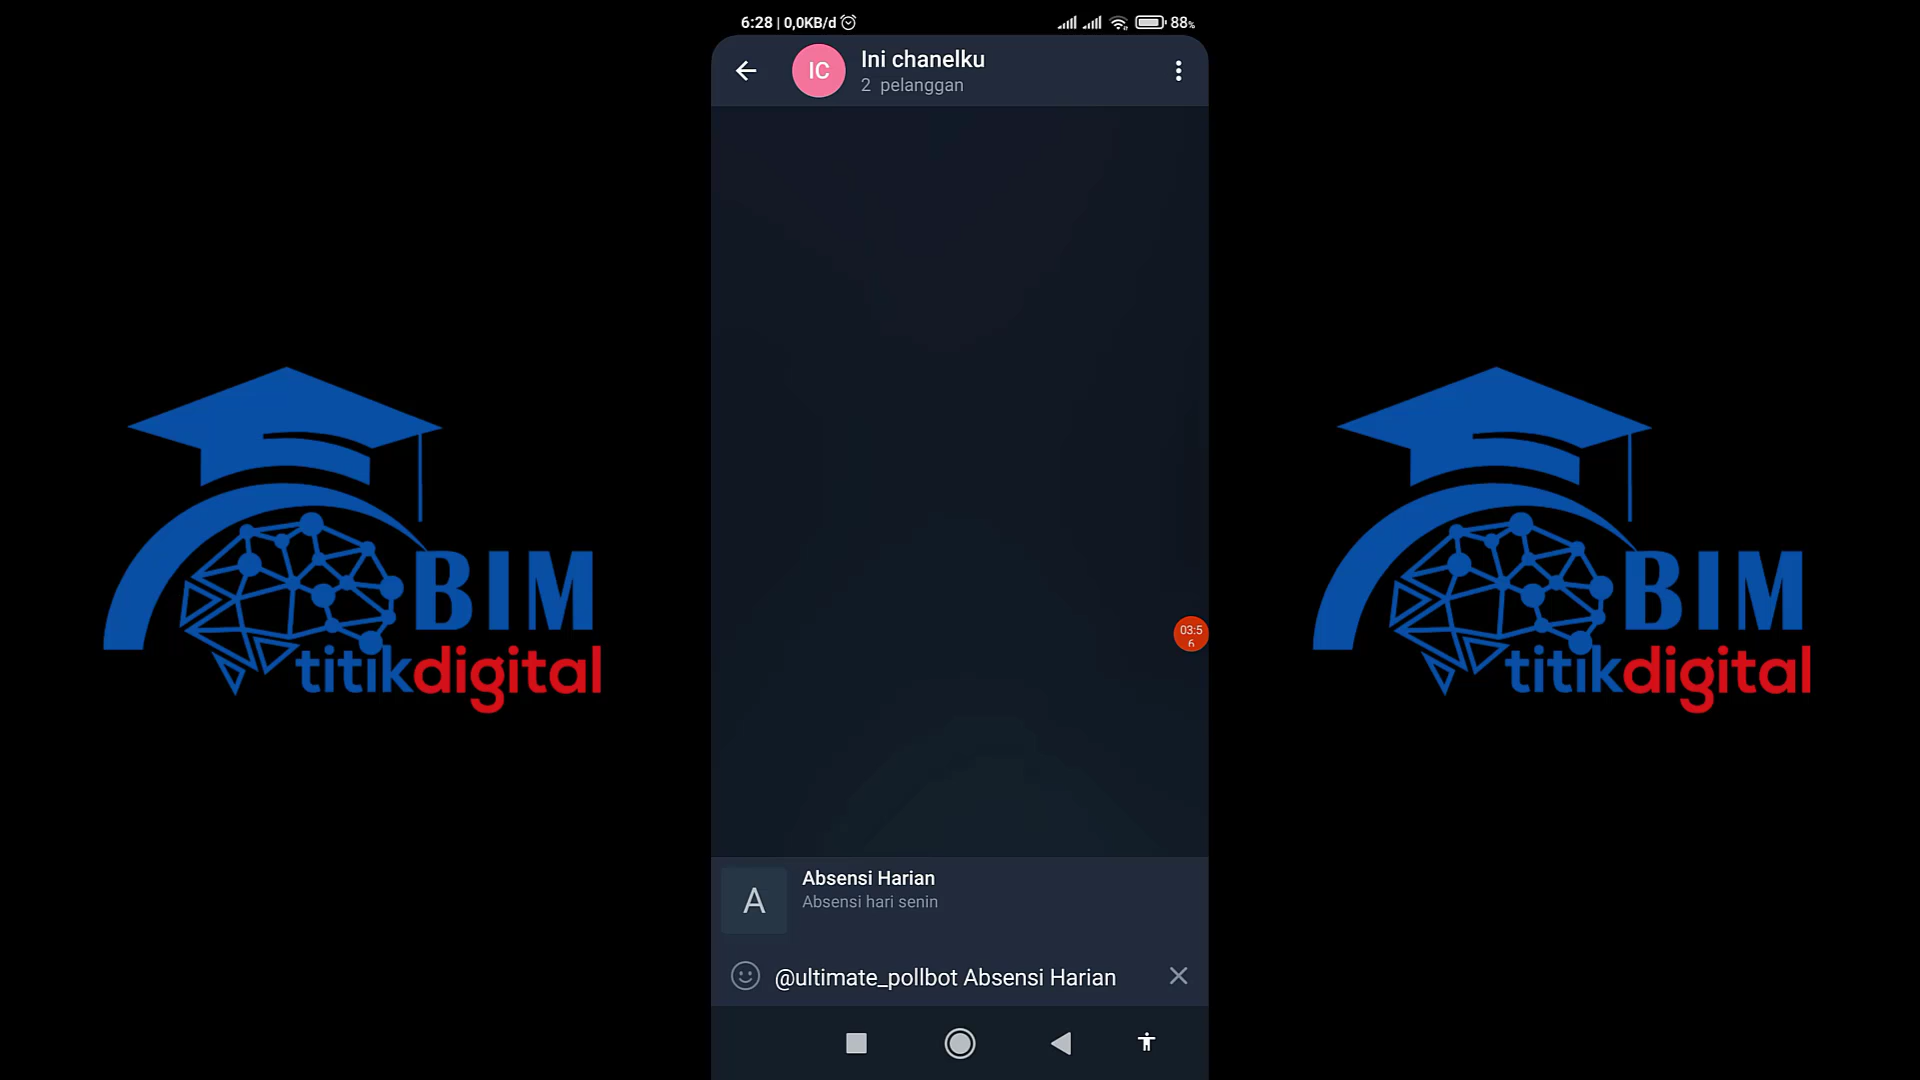 6:28 | 0,0KB/d
88%
IC
Ini chanelku
2 pelanggan
BIM
titikdigital
BIM
titikdigital
03:5
6
A
Absensi Harian
Absensi hari senin
@ultimate_pollbot Absensi Harian